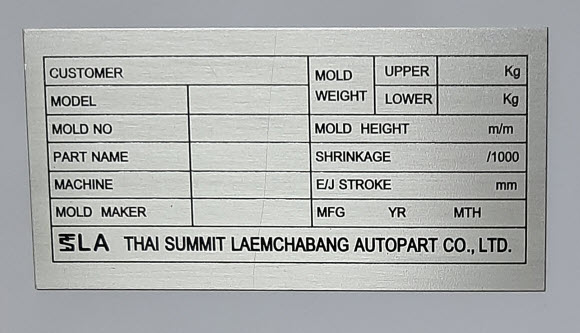 CUSTOMER MOLD WEIGHT UPPER Kg
MODEL LOWER Kg
MOLD NO MOLD HEIGHT m/m
PART NAME SHRINKAGE /1000
MACHINE E/J STROKE mm
MOLD MAKER MFG YR MTH
LA THAI SUMMIT LAEMCHABANG AUTOPART CO., LTD.